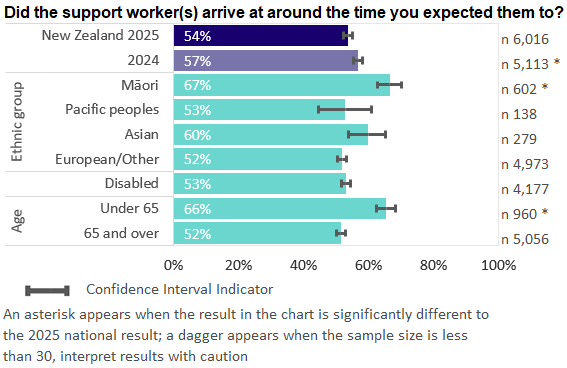 Did the support worker(s) arrive at around the time you expected them to?
New Zealand 2025 54% n 6,016
2024 57% n 5,113 *
Ethnic group
Māori 67% n 602 *
Pacific peoples 53% n 138
Asian 60% n 279
European/Other 52% n 4,973
Disabled 53% n 4,177
Age
Under 65 66% n 960 *
65 and over 52% n 5,056
0% 20% 40% 60% 80% 100%
Confidence Interval Indicator
An asterisk appears when the result in the chart is significantly different to
the 2025 national result; a dagger appears when the sample size is less
than 30, interpret results with caution